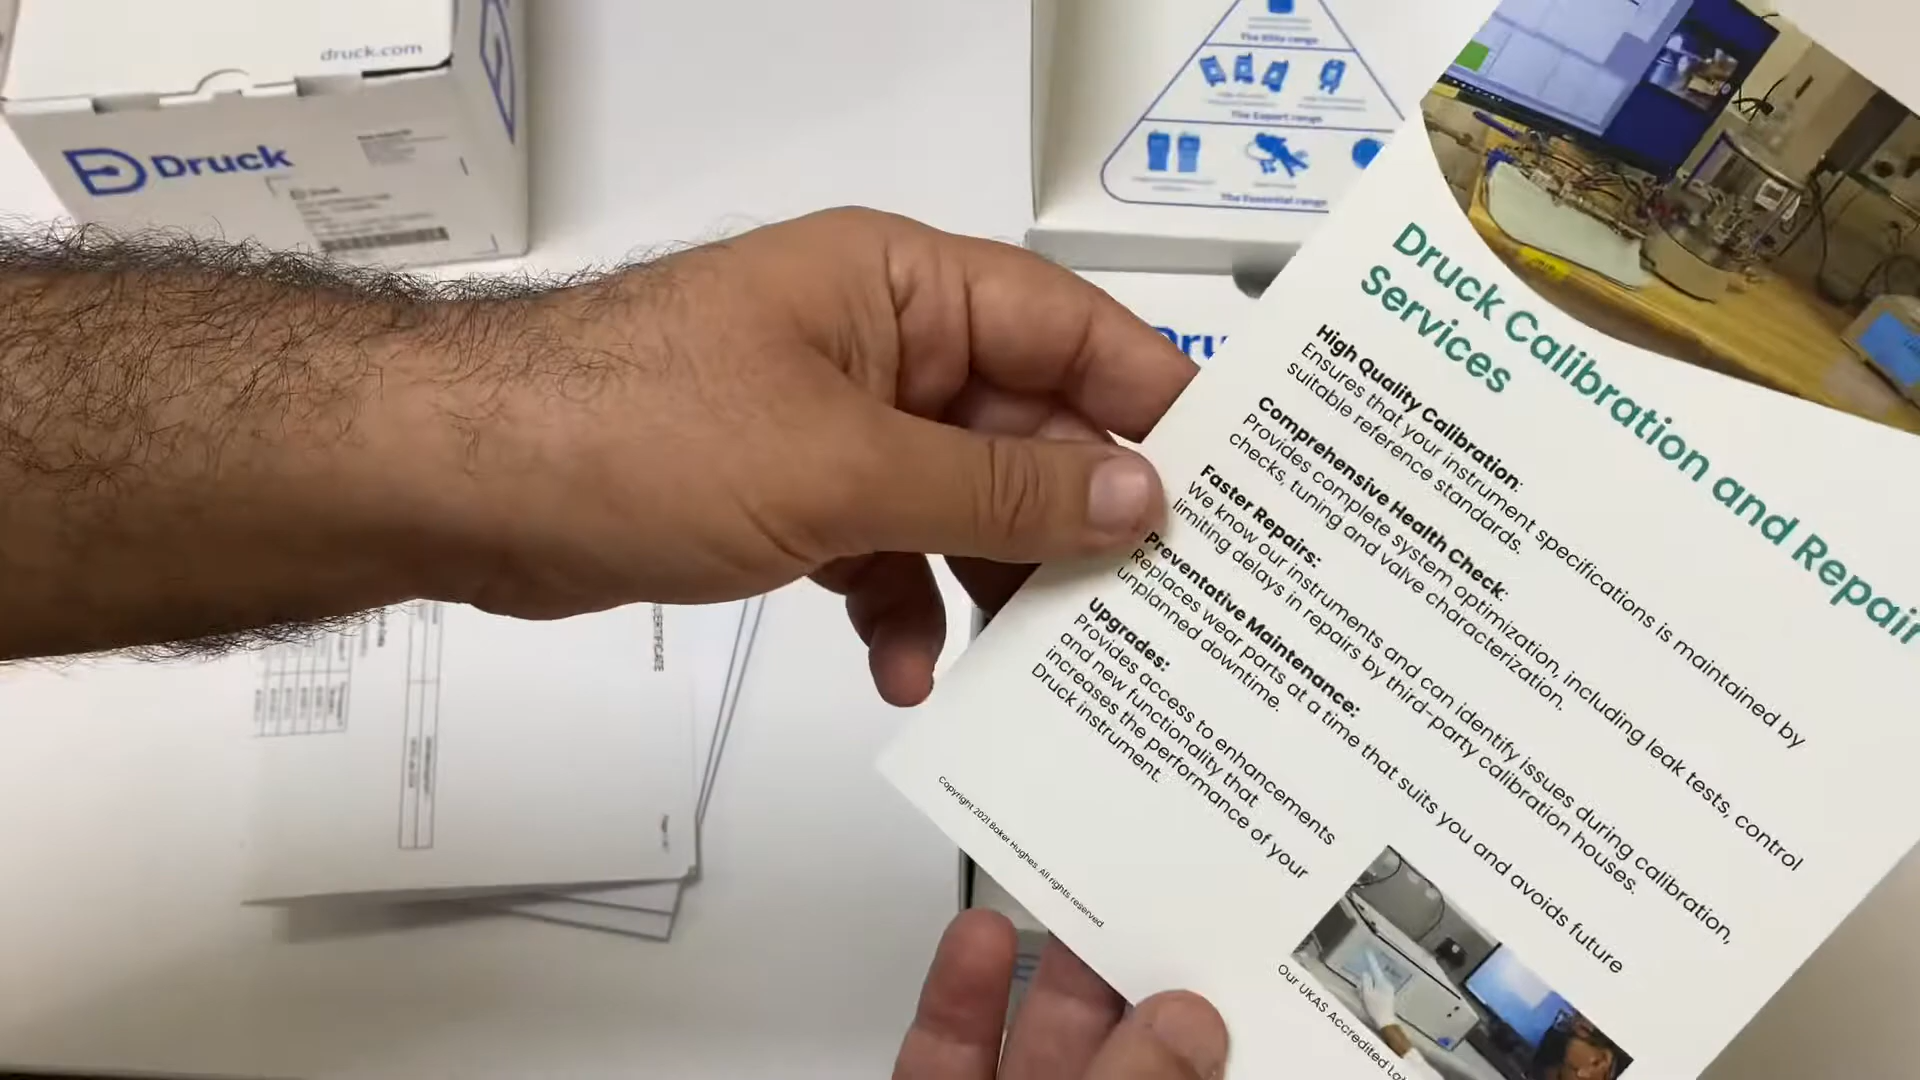 druck.com
Druck
The Elite range
The Expert range
The Essential range
Dru
Druck Calibration and Repair
Services
High Quality Calibration:
Ensures that your instrument specifications is maintained by
suitable reference standards.
Comprehensive Health Check:
Provides complete system optimization, including leak tests, control
checks, tuning and valve characterization.
Faster Repairs:
We know our instruments and can identify issues during calibration,
limiting delays in repairs by third-party calibration houses.
Preventative Maintenance:
Replaces wear parts at a time that suits you and avoids future
unplanned downtime.
Upgrades:
Provides access to enhancements
and new functionality that
increases the performance of your
Druck instrument.
Copyright 2021 Baker Hughes. All rights reserved
Our UKAS Accredited